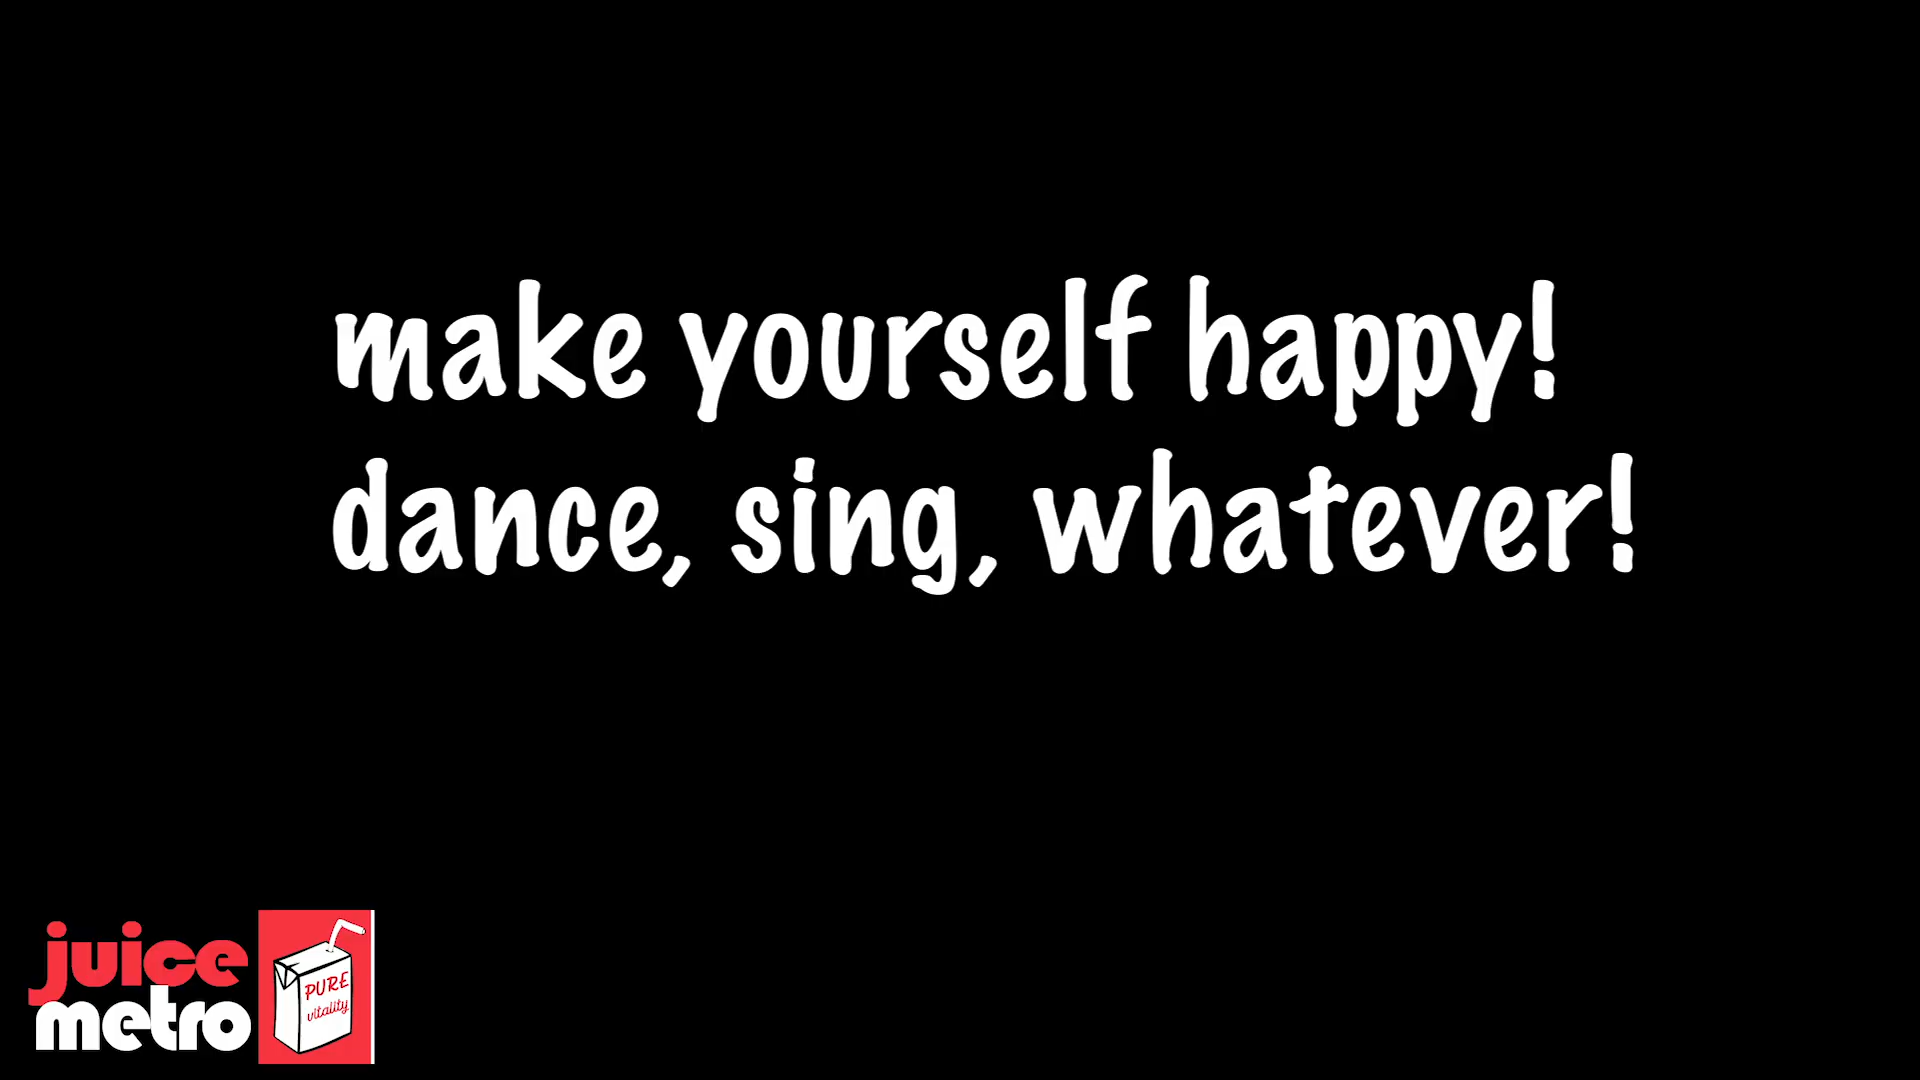 make yourself happy!
dance, sing, whatever!
juice
metro
PURE
vitality